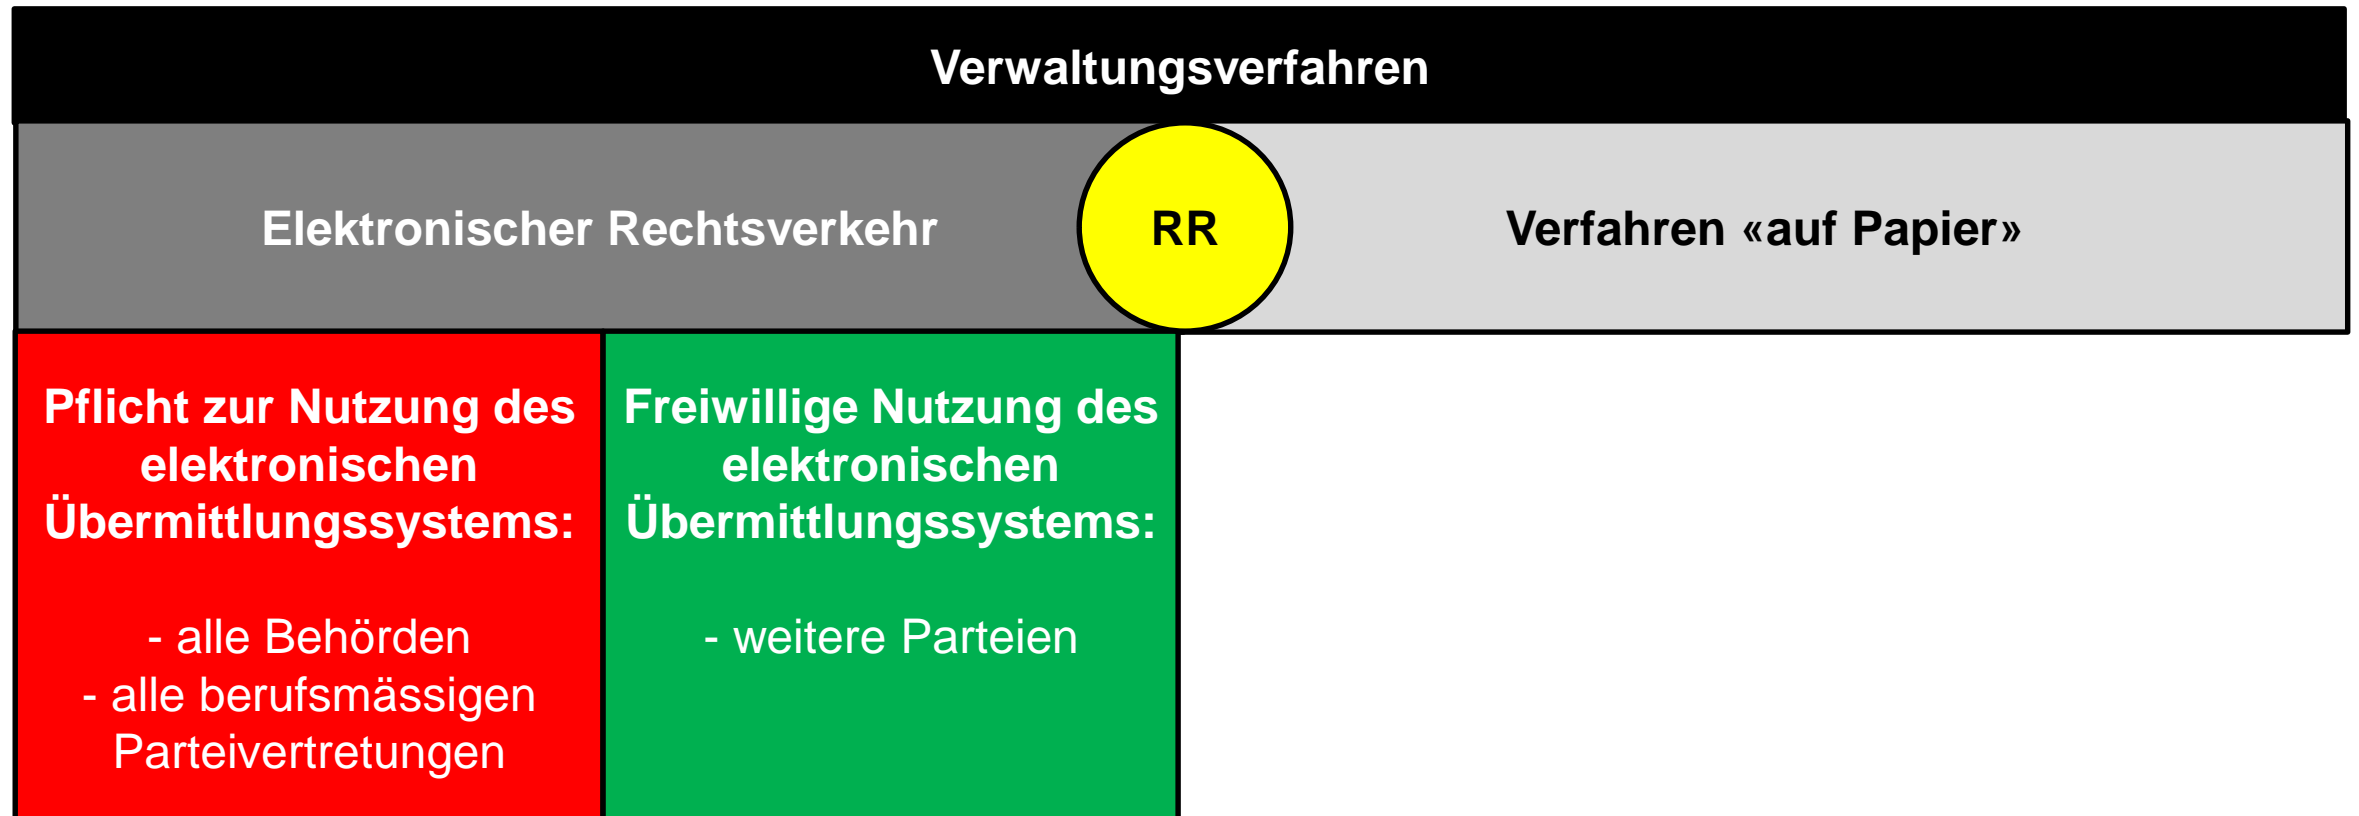 Verwaltungsverfahren
Elektronischer Rechtsverkehr
RR
Verfahren «auf Papier»
Pflicht zur Nutzung des
elektronischen
Übermittlungssystems:
- alle Behörden
- alle berufsmässigen
Parteivertretungen
Freiwillige Nutzung des
elektronischen
Übermittlungssystems:
- weitere Parteien